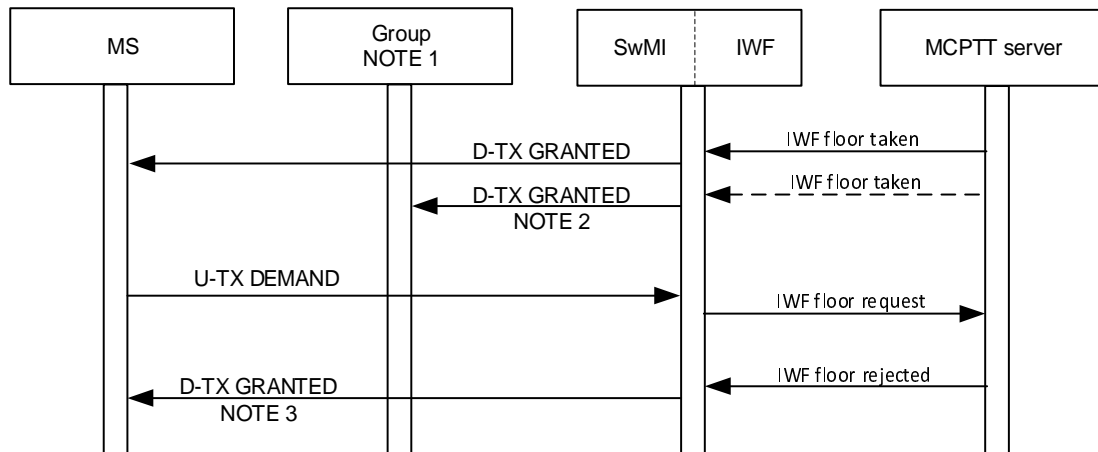 MS
Group
NOTE 1
SwMI
IWF
MCPTT server
IWF floor taken
D-TX GRANTED
IWF floor taken
D-TX GRANTED
NOTE 2
U-TX DEMAND
IWF floor request
IWF floor rejected
D-TX GRANTED
NOTE 3